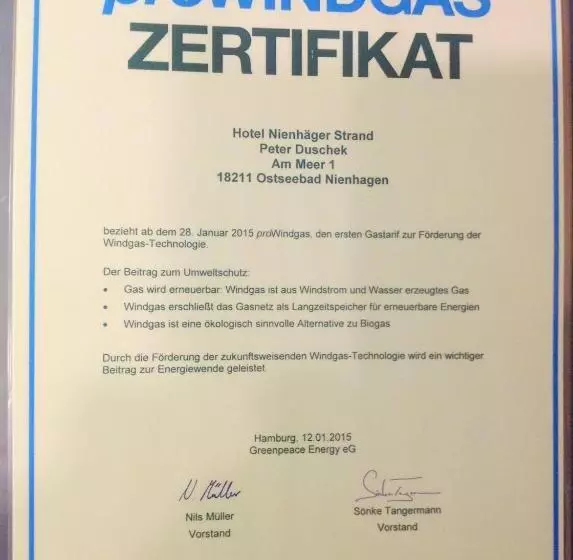 proWINDGAS
ZERTIFIKAT
Hotel Nienhäger Strand
Peter Duschek
Am Meer 1
18211 Ostseebad Nienhagen
bezieht ab dem 28. Januar 2015 proWindgas, den ersten Gastarif zur Förderung der
Windgas-Technologie.
Der Beitrag zum Umweltschutz:
• Gas wird erneuerbar: Windgas ist aus Windstrom und Wasser erzeugtes Gas
• Windgas erschließt das Gasnetz als Langzeitspeicher für erneuerbare Energien
• Windgas ist eine ökologisch sinnvolle Alternative zu Biogas
Durch die Förderung der zukunftsweisenden Windgas-Technologie wird ein wichtiger
Beitrag zur Energiewende geleistet.
Hamburg, 12.01.2015
Greenpeace Energy eG
N Müller
Nils Müller
Vorstand
Sönke Tangermann
Vorstand